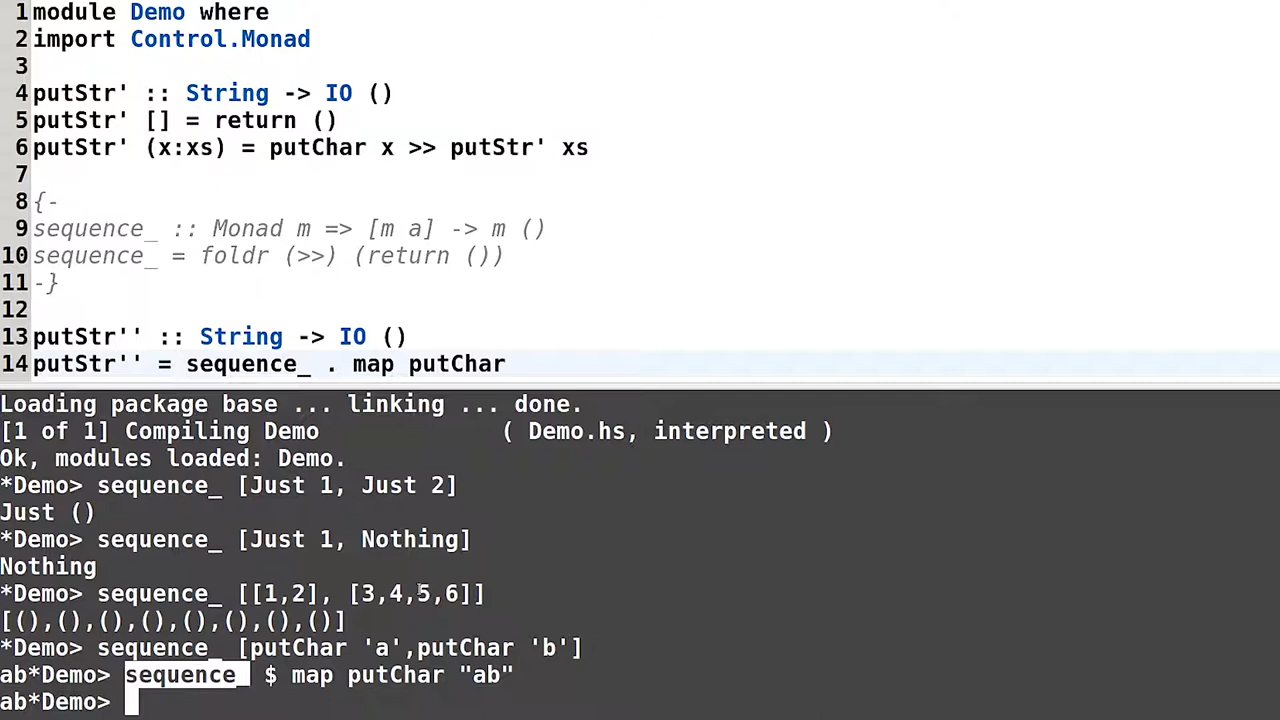 1 module Demo where
2 import Control.Monad
3
4 putStr' :: String -> IO ()
5 putStr' [] = return ()
6 putStr' (x:xs) = putChar x >> putStr' xs
7
8 {-
9 sequence_ :: Monad m => [m a] -> m ()
10 sequence_ = foldr (>>) (return ())
11 -}
12
13 putStr'' :: String -> IO ()
14 putStr'' = sequence_ . map putChar
Loading package base ... linking ... done.
[1 of 1] Compiling Demo ( Demo.hs, interpreted )
Ok, modules loaded: Demo.
*Demo> sequence_ [Just 1, Just 2]
Just ()
*Demo> sequence_ [Just 1, Nothing]
Nothing
*Demo> sequence_ [[1,2], [3,4,5,6]]
[(),(),(),(),(),(),(),()]
*Demo> sequence_ [putChar 'a',putChar 'b']
ab*Demo> sequence_ $ map putChar "ab"
ab*Demo>